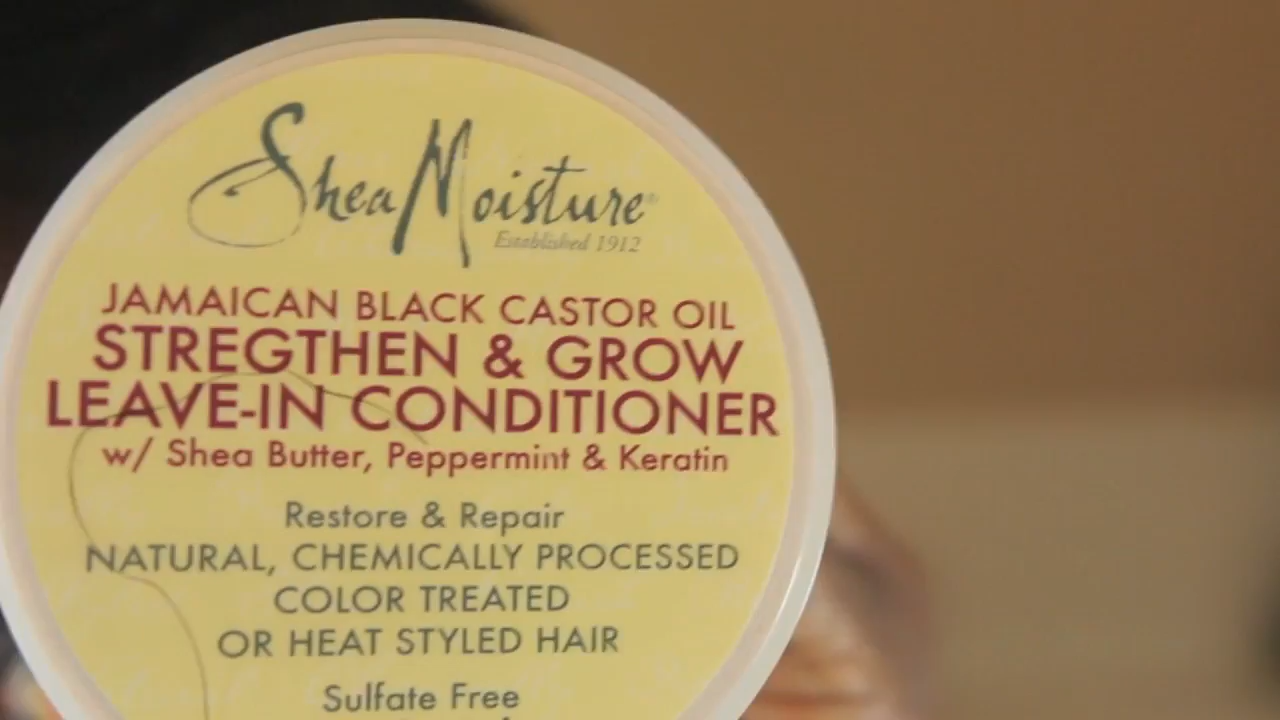 SheaMoisture®
Established 1912
JAMAICAN BLACK CASTOR OIL
STREGTHEN & GROW
LEAVE-IN CONDITIONER
w/ Shea Butter, Peppermint & Keratin
Restore & Repair
NATURAL, CHEMICALLY PROCESSED
COLOR TREATED
OR HEAT STYLED HAIR
Sulfate Free